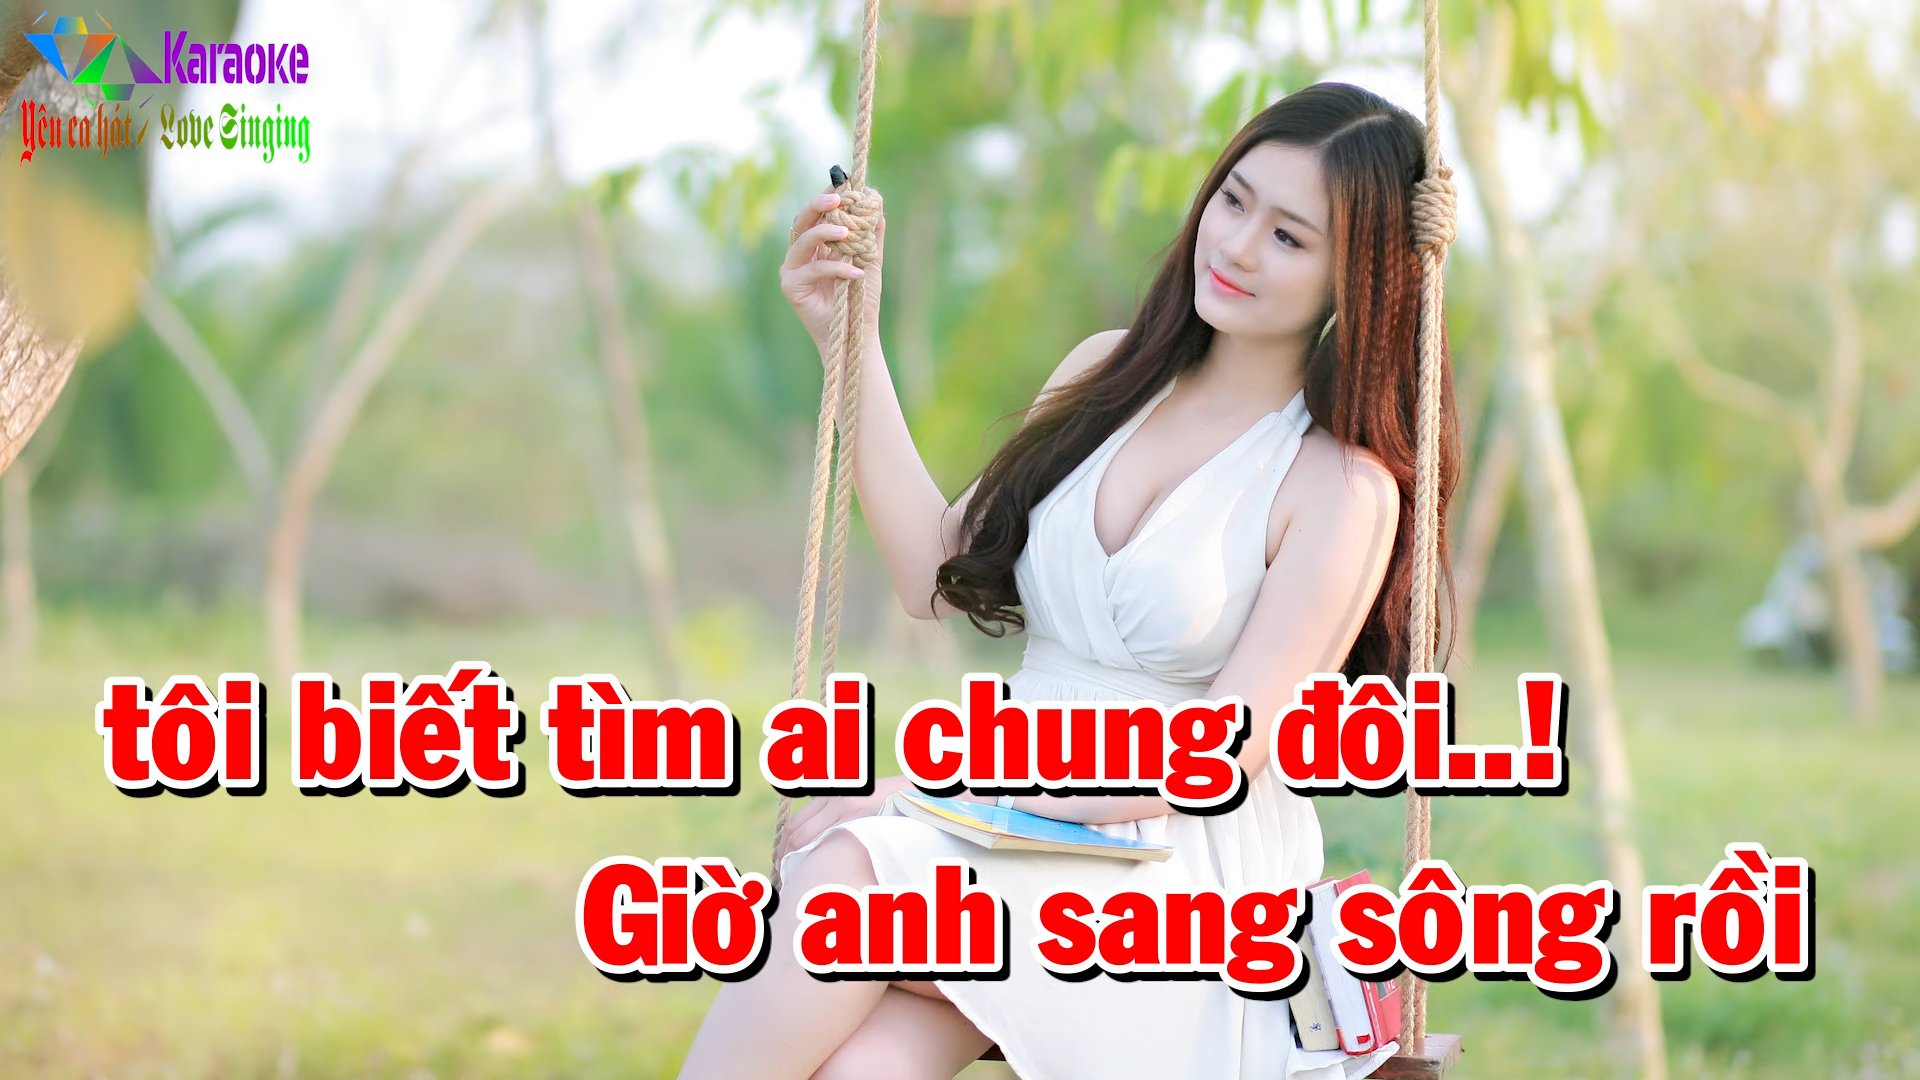 Karaoke
Yêu ca hát / Love Singing
tôi biết tìm ai chung đôi..!
Giờ anh sang sông rồi